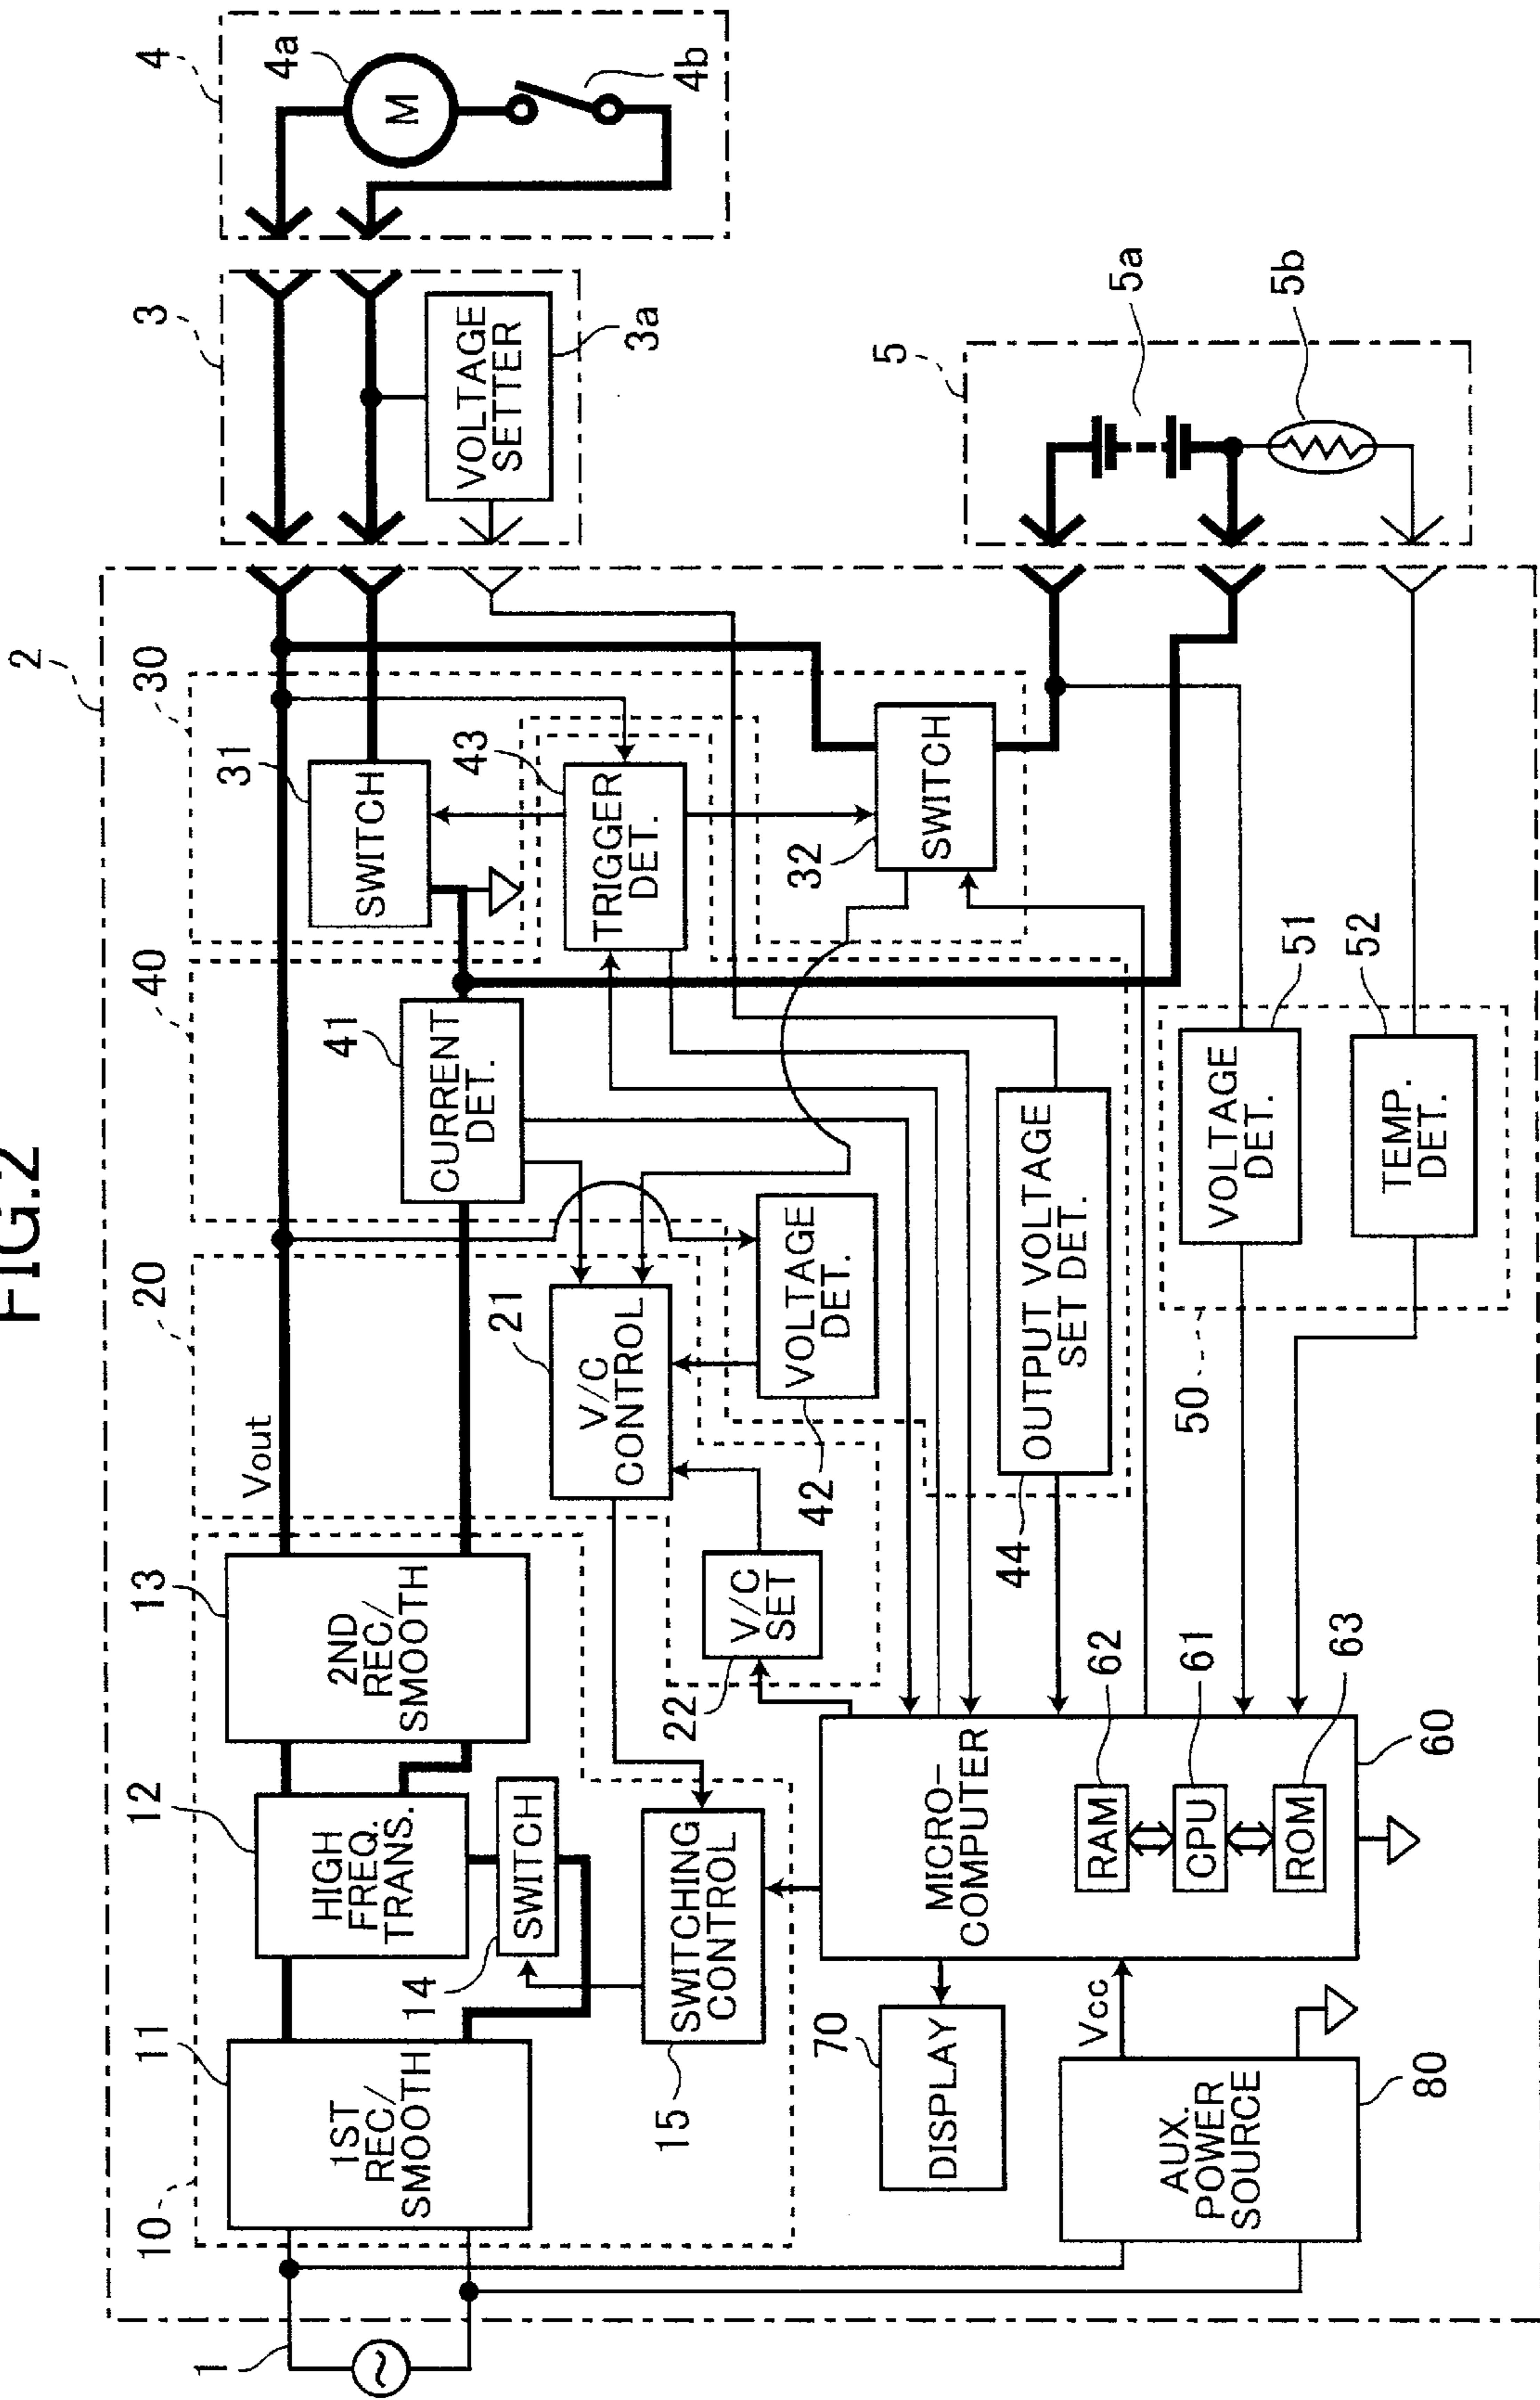 FIG.2
2
10
11
1ST
REC/
SMOOTH
12
HIGH
FREQ.
TRANS.
13
2ND
REC/
SMOOTH
14
SWITCH
15
SWITCHING
CONTROL
Vout
20
21
V/C
CONTROL
22
V/C
SET
40
41
CURRENT
DET.
42
VOLTAGE
DET.
43
TRIGGER
DET.
44
OUTPUT VOLTAGE
SET DET.
30
31
SWITCH
32
SWITCH
3
VOLTAGE
SETTER
3a
4
4a
M
4b
5
5a
5b
50
51
VOLTAGE
DET.
52
TEMP.
DET.
MICRO-
COMPUTER
60
62
RAM
61
CPU
63
ROM
70
DISPLAY
Vcc
AUX.
POWER
SOURCE
80
1
~